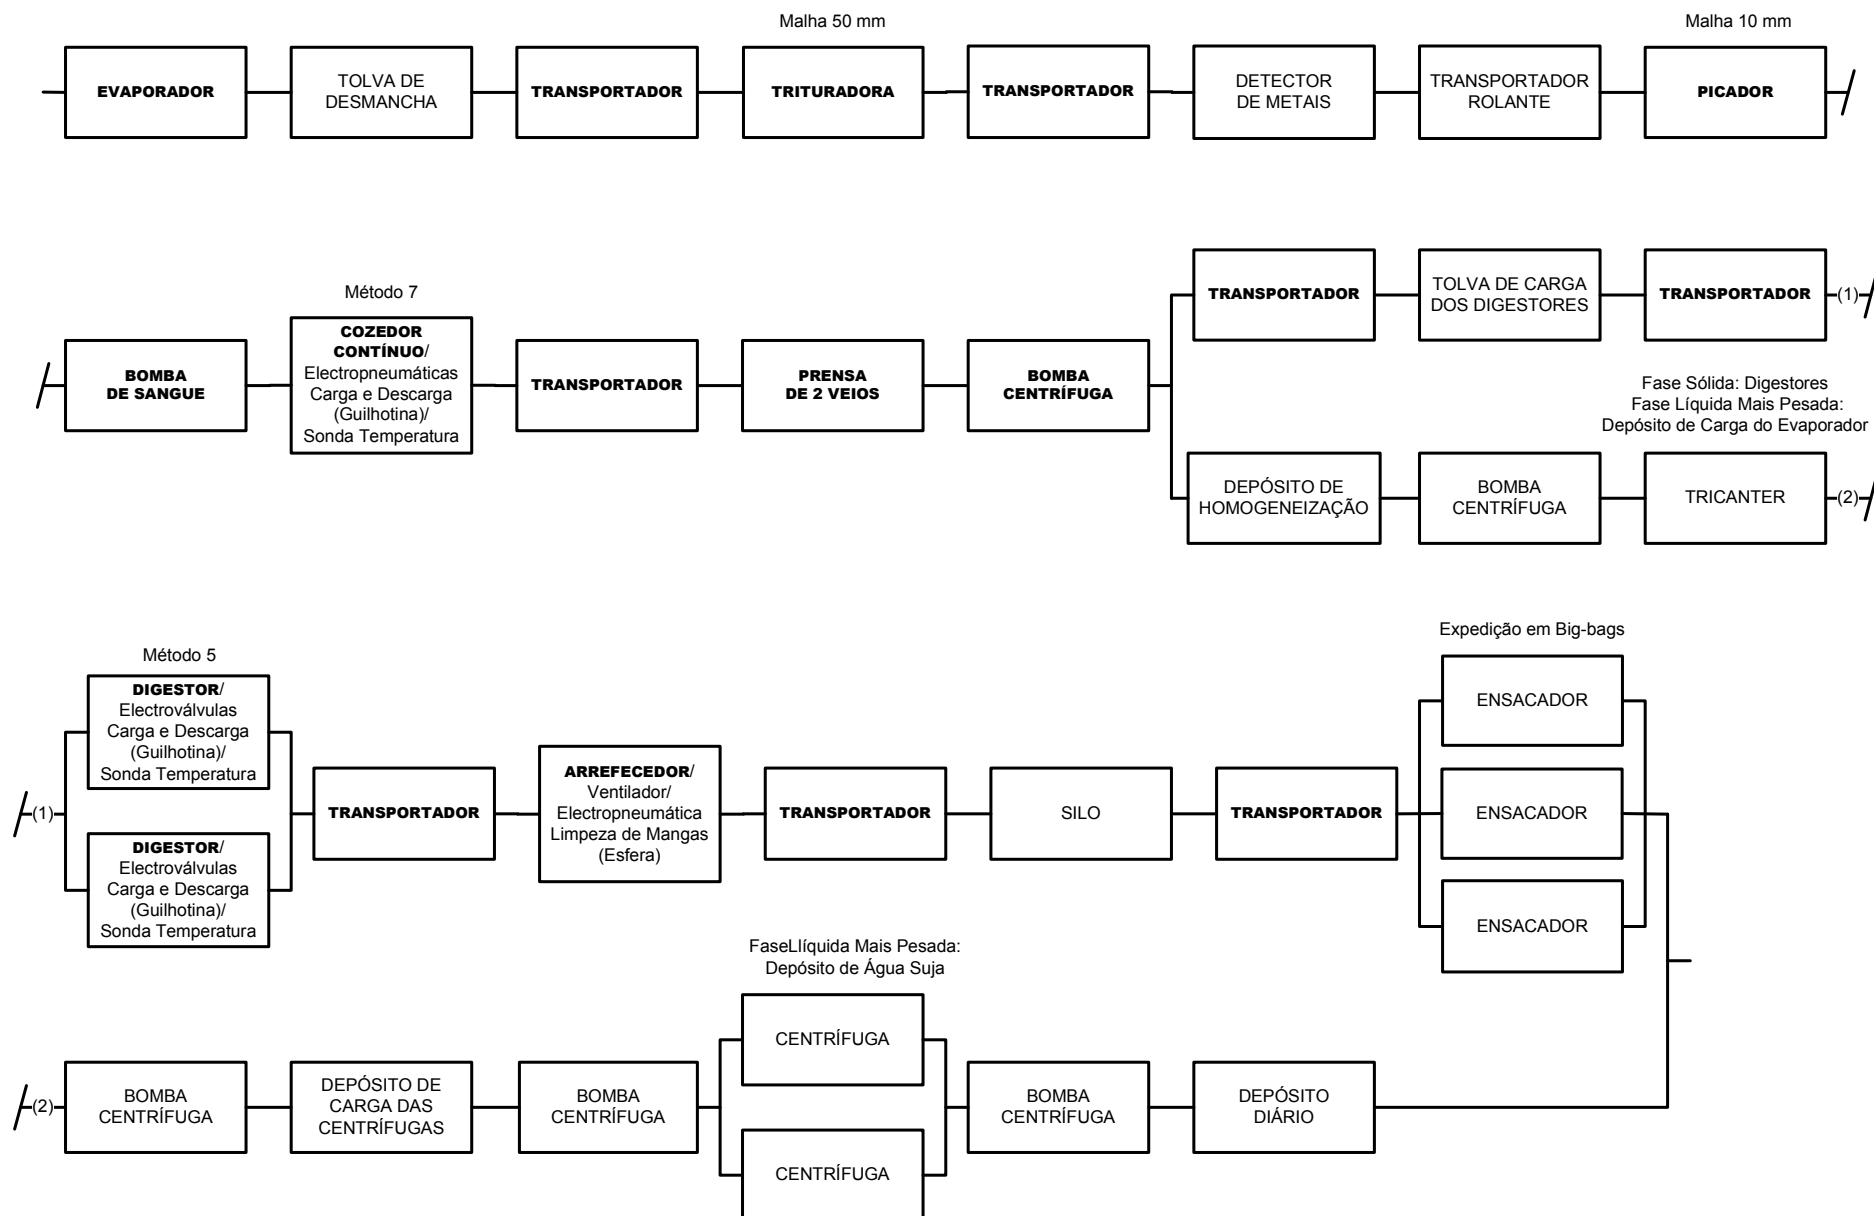 Malha 50 mm
Malha 10 mm
EVAPORADOR
TOLVA DE
DESMANCHA
TRANSPORTADOR
TRITURADORA
TRANSPORTADOR
DETECTOR
DE METAIS
TRANSPORTADOR
ROLANTE
PICADOR
BOMBA
DE SANGUE
Método 7
COZEDOR
CONTÍNUO/
Electropneumáticas
Carga e Descarga
(Guilhotina)/
Sonda Temperatura
TRANSPORTADOR
PRENSA
DE 2 VEIOS
BOMBA
CENTRÍFUGA
TRANSPORTADOR
TOLVA DE CARGA
DOS DIGESTORES
TRANSPORTADOR
(1)
Fase Sólida: Digestores
Fase Líquida Mais Pesada:
Depósito de Carga do Evaporador
DEPÓSITO DE
HOMOGENEIZAÇÃO
BOMBA
CENTRÍFUGA
TRICANTER
(2)
(1)
Método 5
DIGESTOR/
Electroválvulas
Carga e Descarga
(Guilhotina)/
Sonda Temperatura
DIGESTOR/
Electroválvulas
Carga e Descarga
(Guilhotina)/
Sonda Temperatura
TRANSPORTADOR
ARREFECEDOR/
Ventilador/
Electropneumática
Limpeza de Mangas
(Esfera)
TRANSPORTADOR
SILO
TRANSPORTADOR
Expedição em Big-bags
ENSACADOR
ENSACADOR
ENSACADOR
(2)
BOMBA
CENTRÍFUGA
DEPÓSITO DE
CARGA DAS
CENTRÍFUGAS
BOMBA
CENTRÍFUGA
FaseLlíquida Mais Pesada:
Depósito de Água Suja
CENTRÍFUGA
CENTRÍFUGA
BOMBA
CENTRÍFUGA
DEPÓSITO
DIÁRIO